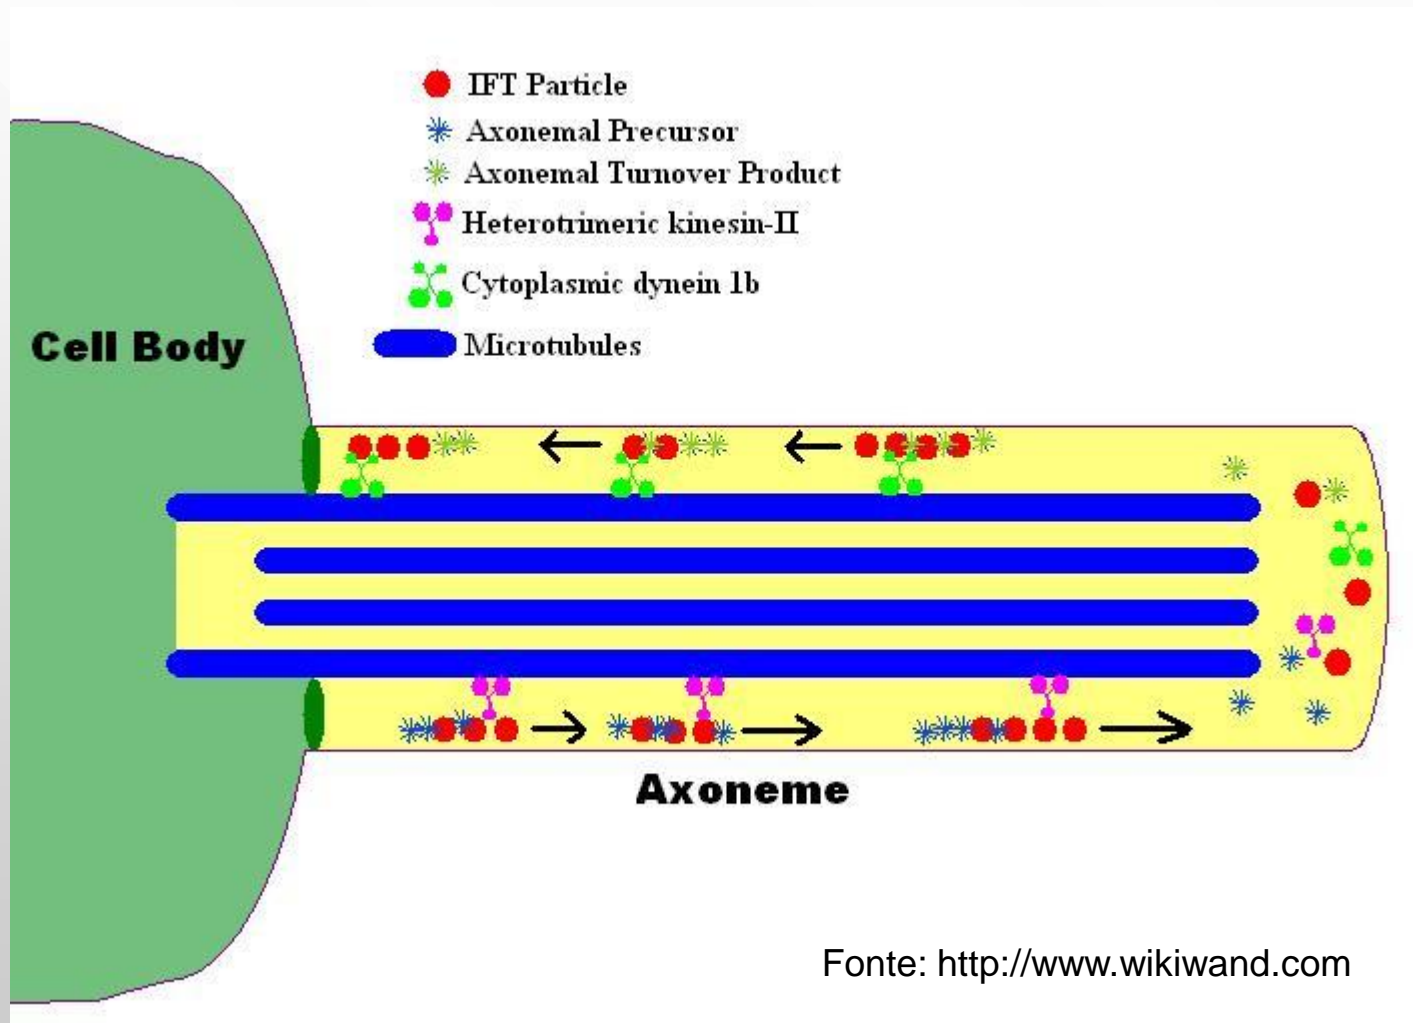 IFT Particle
Axonemal Precursor
Axonemal Turnover Product
Heterotrimeric kinesin-II
Cytoplasmic dynein 1b
Cell Body
Microtubules
Axoneme
Fonte: http://www.wikiwand.com